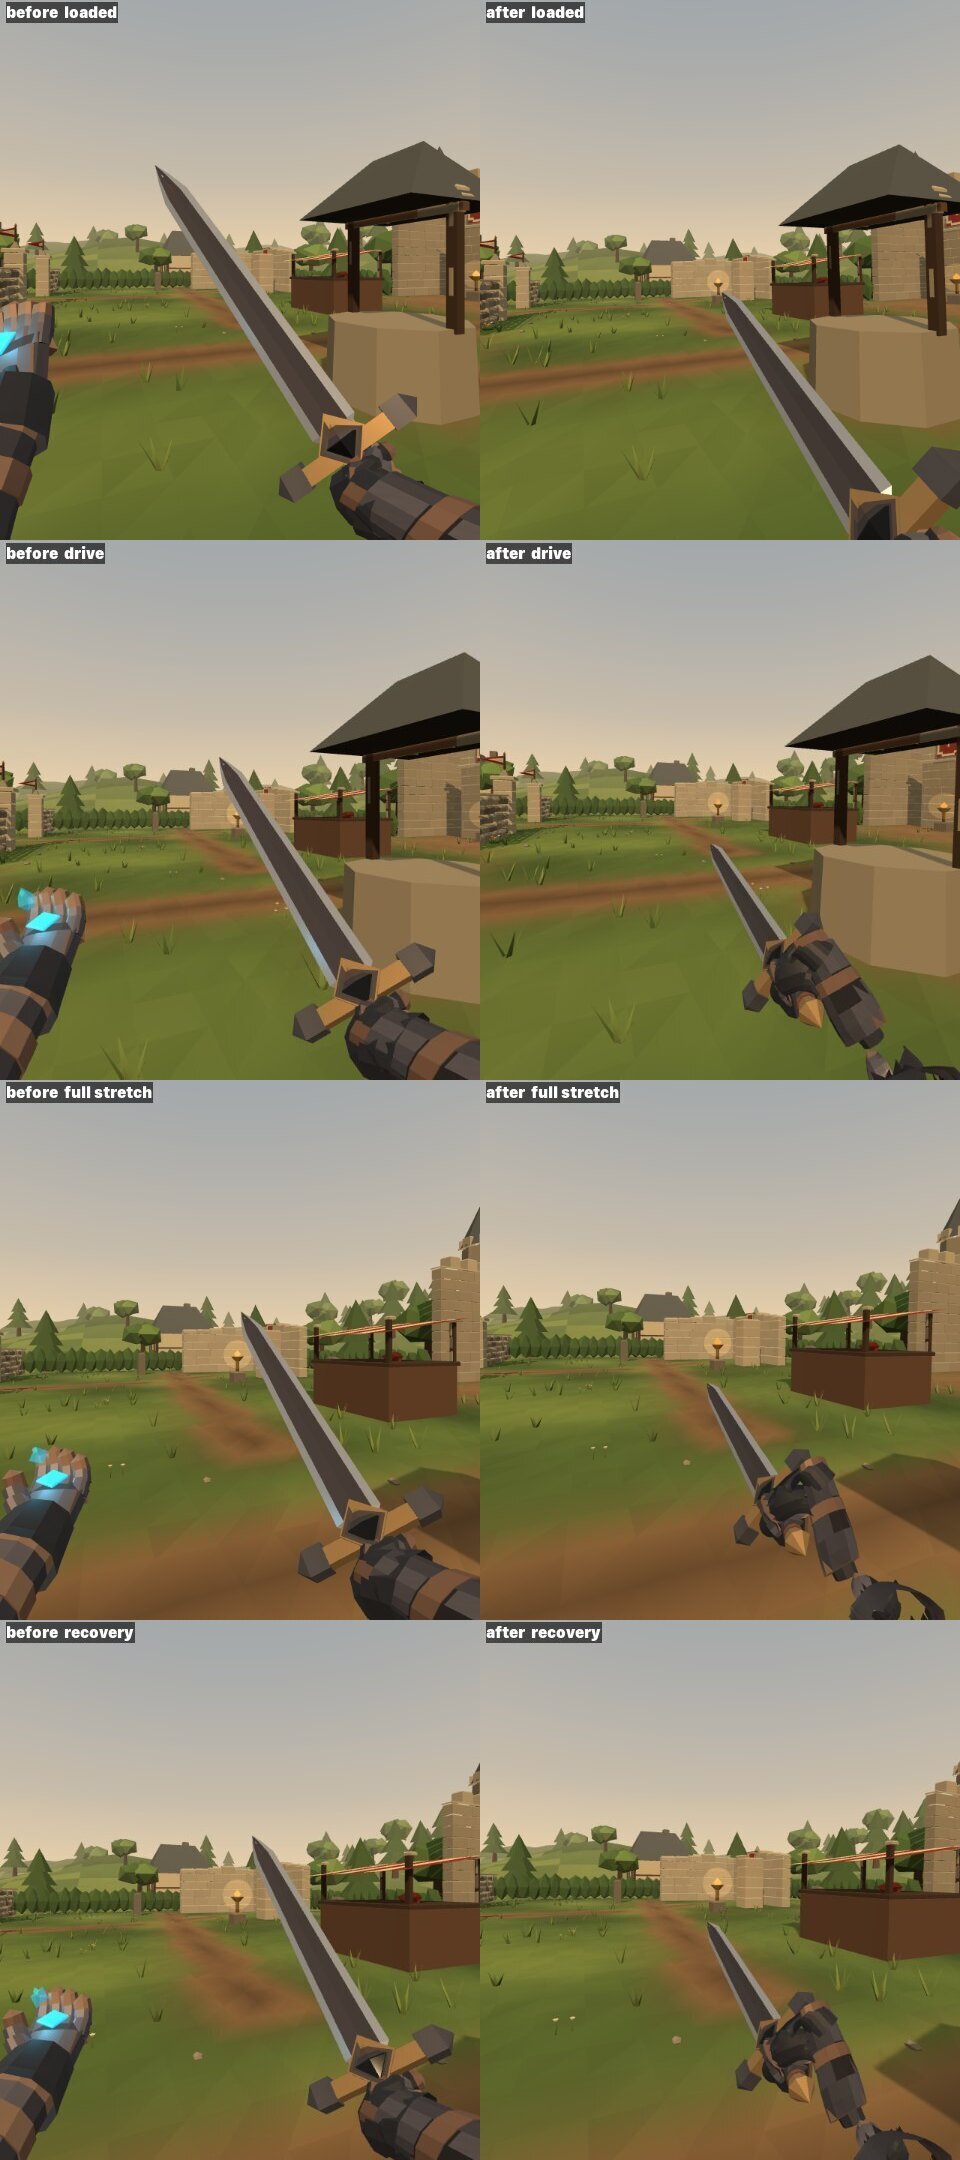 before loaded
after loaded
before drive
after drive
before full stretch
after full stretch
before recovery
after recovery